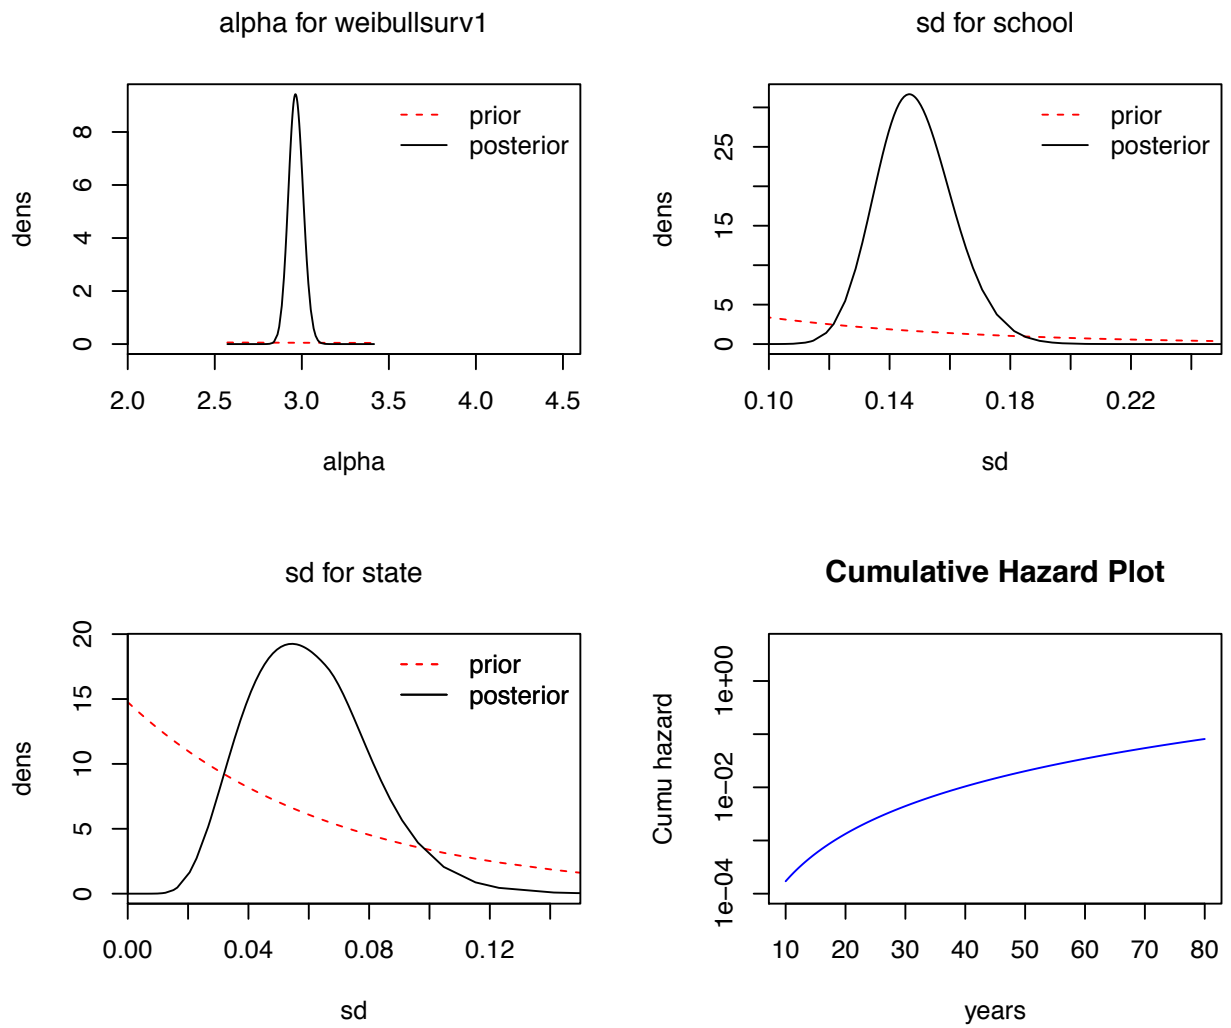 alpha for weibullsurv1
prior
posterior
dens
0 2 4 6 8
2.0 2.5 3.0 3.5 4.0 4.5
alpha
sd for school
prior
posterior
dens
0 5 15 25
0.10 0.14 0.18 0.22
sd
sd for state
prior
posterior
dens
0 5 10 15 20
0.00 0.04 0.08 0.12
sd
Cumulative Hazard Plot
Cumu hazard
1e-04 1e-02 1e+00
10 20 30 40 50 60 70 80
years